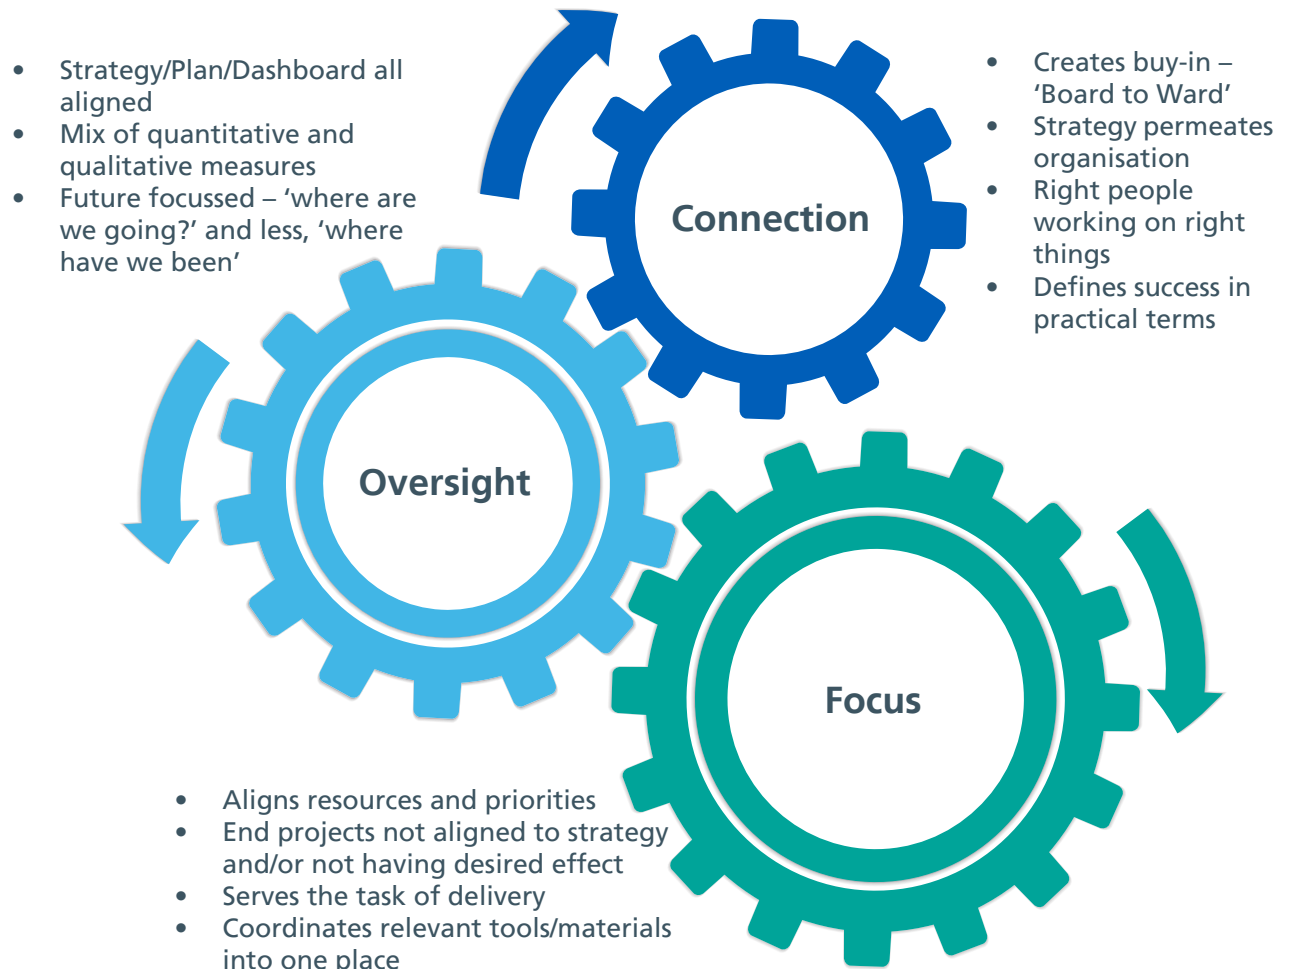 • Strategy/Plan/Dashboard all
aligned
• Mix of quantitative and
qualitative measures
• Future focussed – ‘where are
we going?’ and less, ‘where
have we been’
Connection
• Creates buy-in –
‘Board to Ward’
• Strategy permeates
organisation
• Right people
working on right
things
• Defines success in
practical terms
Oversight
Focus
• Aligns resources and priorities
• End projects not aligned to strategy
and/or not having desired effect
• Serves the task of delivery
• Coordinates relevant tools/materials
into one place